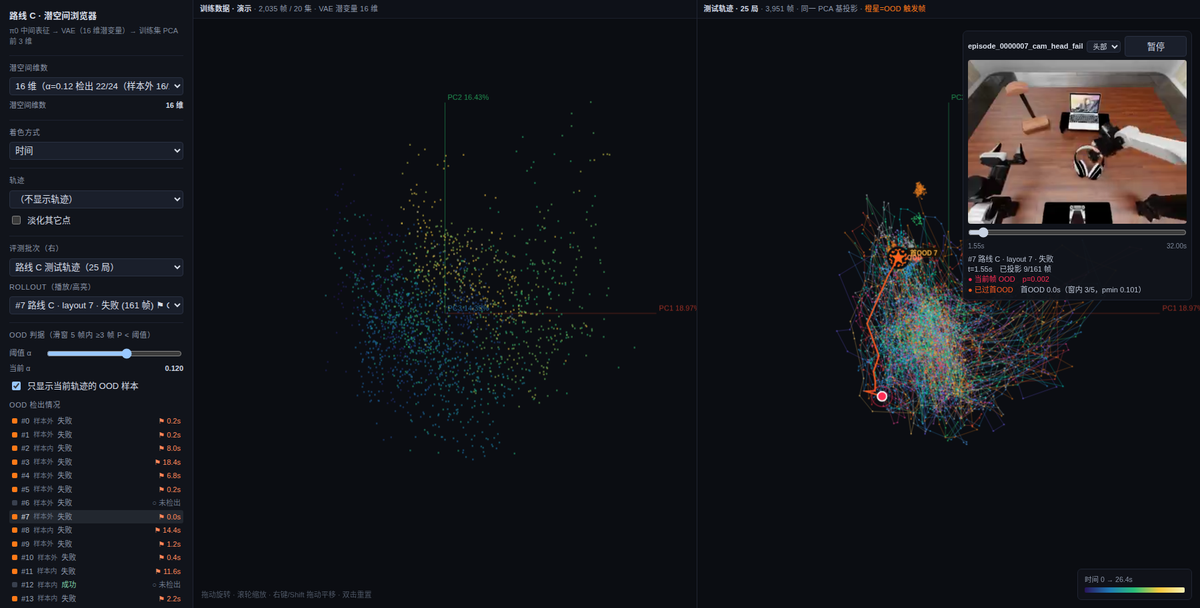 路线 C · 潜空间浏览器
π0 中间表征 → VAE（16 维潜变量）→ 训练集 PCA
前 3 维
潜空间维数
16 维（α=0.12 检出 22/24（样本外 16/
潜空间维数 16 维
着色方式
时间
轨迹
（不显示轨迹）
淡化其它点
评测批次（右）
路线 C 测试轨迹（25 局）
ROLLOUT（播放/高亮）
#7 路线 C · layout 7 · 失败 (161 帧) ⚑ (
OOD 判据（滑窗 5 帧内 ≥3 帧 P < 阈值）
阈值 α
当前 α 0.120
只显示当前轨迹的 OOD 样本
OOD 检出情况
#0 样本外 失败 ⚑ 0.2s
#1 样本外 失败 ⚑ 0.2s
#2 样本内 失败 ⚑ 8.0s
#3 样本外 失败 ⚑ 18.4s
#4 样本外 失败 ⚑ 6.8s
#5 样本外 失败 ⚑ 0.2s
#6 样本外 失败 ○ 未检出
#7 样本外 失败 ⚑ 0.0s
#8 样本内 失败 ⚑ 14.4s
#9 样本外 失败 ⚑ 1.2s
#10 样本外 失败 ⚑ 0.4s
#11 样本内 失败 ⚑ 11.6s
#12 样本内 成功 ○ 未检出
#13 样本内 失败 ⚑ 2.2s
训练数据 · 演示 · 2,035 帧 / 20 集 · VAE 潜变量 16 维
PC2 16.43%
PC1 18.97%
拖动旋转 · 滚轮缩放 · 右键/Shift 拖动平移 · 双击重置
测试轨迹 · 25 局 · 3,951 帧 · 同一 PCA 基投影 · 橙星=OOD 触发帧
首OOD 7
PC1 18.97%
episode_0000007_cam_head_fail 头部 暂停
1.55s 32.00s
#7 路线 C · layout 7 · 失败
t=1.55s 已投影 9/161 帧
● 当前帧 OOD p=0.002
● 已过首OOD 首OOD 0.0s（窗内 3/5，pmin 0.101）
时间 0 → 26.4s